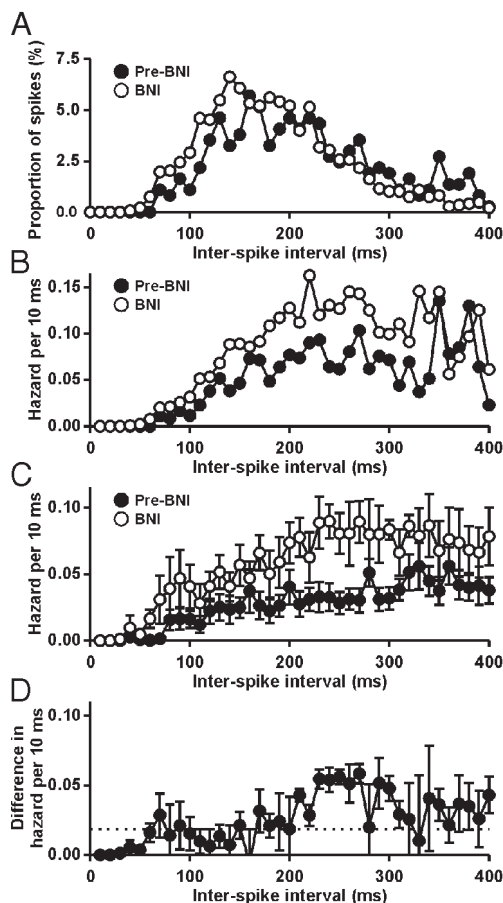 A
Proportion of spikes (%)
7.5
5.0
2.5
0.0
Pre-BNI
BNI
0 100 200 300 400
Inter-spike interval (ms)
B
Hazard per 10 ms
0.15
0.10
0.05
0.00
Pre-BNI
BNI
0 100 200 300 400
Inter-spike interval (ms)
C
Hazard per 10 ms
0.10
0.05
0.00
Pre-BNI
BNI
0 100 200 300 400
Inter-spike interval (ms)
D
Difference in
hazard per 10 ms
0.10
0.05
0.00
0 100 200 300 400
Inter-spike interval (ms)